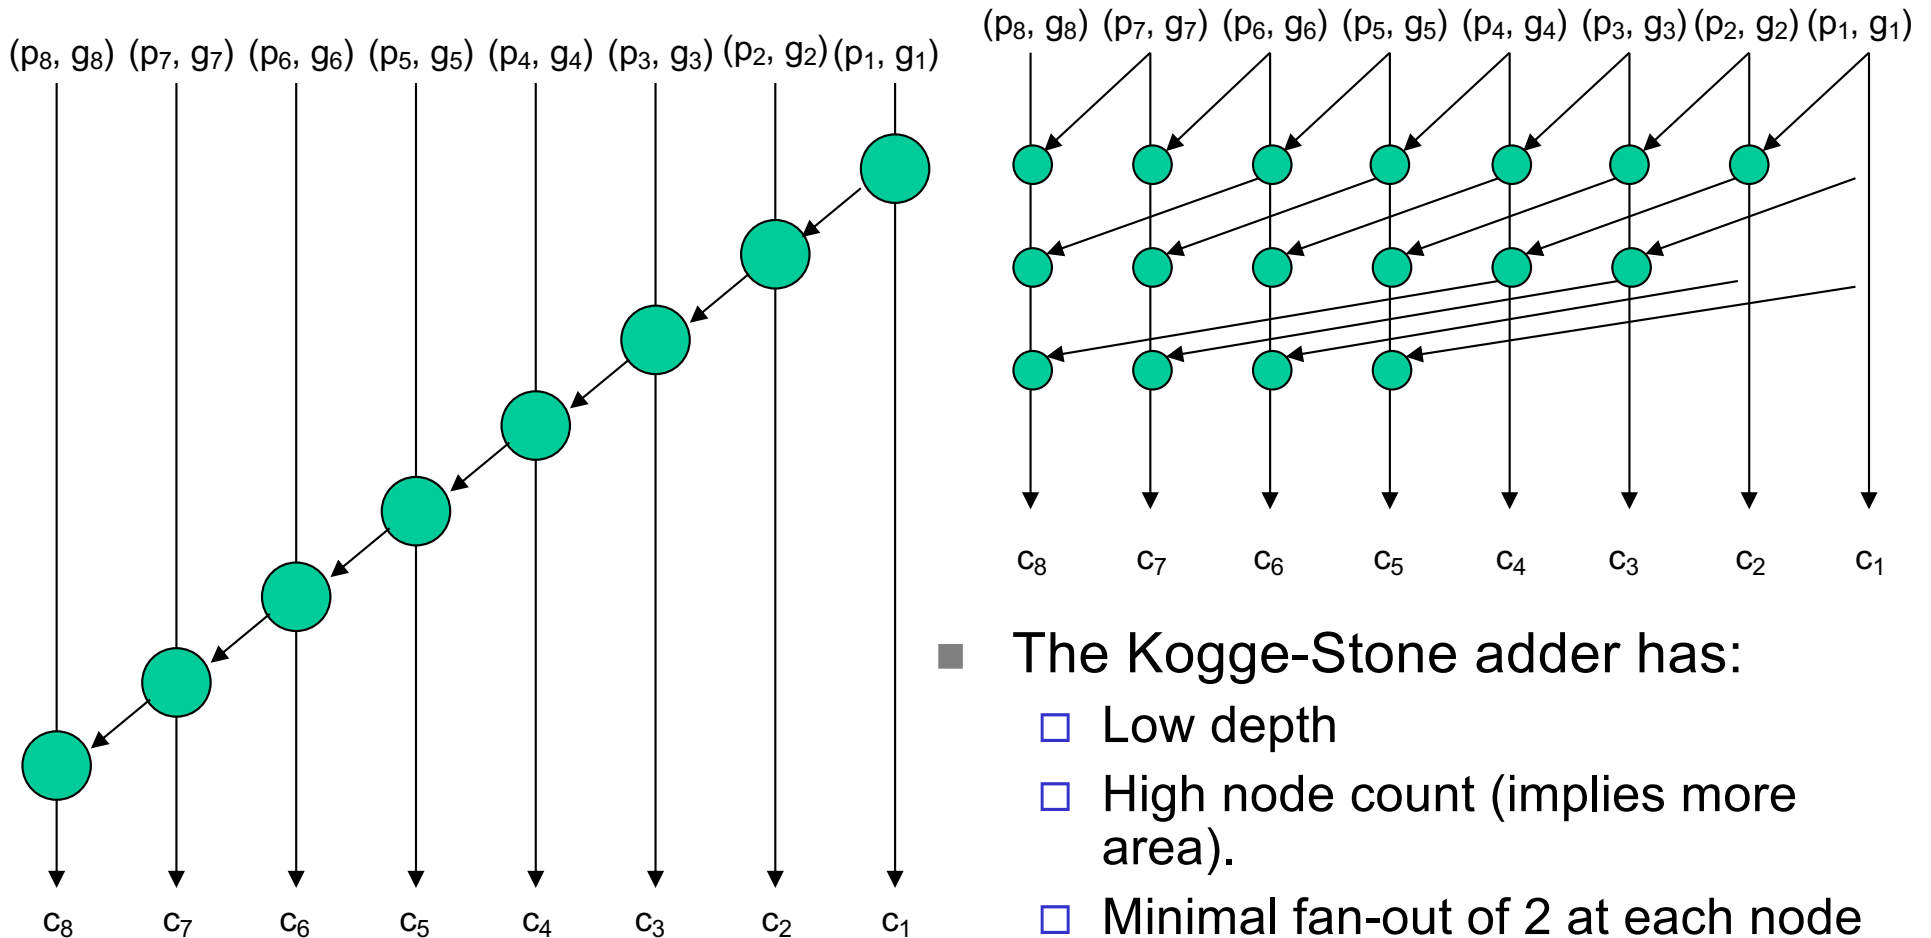 (p₈, g₈) (p₇, g₇) (p₆, g₆) (p₅, g₅) (p₄, g₄) (p₃, g₃) (p₂, g₂) (p₁, g₁)
c₈ c₇ c₆ c₅ c₄ c₃ c₂ c₁
(p₈, g₈) (p₇, g₇) (p₆, g₆) (p₅, g₅) (p₄, g₄) (p₃, g₃) (p₂, g₂) (p₁, g₁)
c₈ c₇ c₆ c₅ c₄ c₃ c₂ c₁
The Kogge-Stone adder has:
Low depth
High node count (implies more
area).
Minimal fan-out of 2 at each node